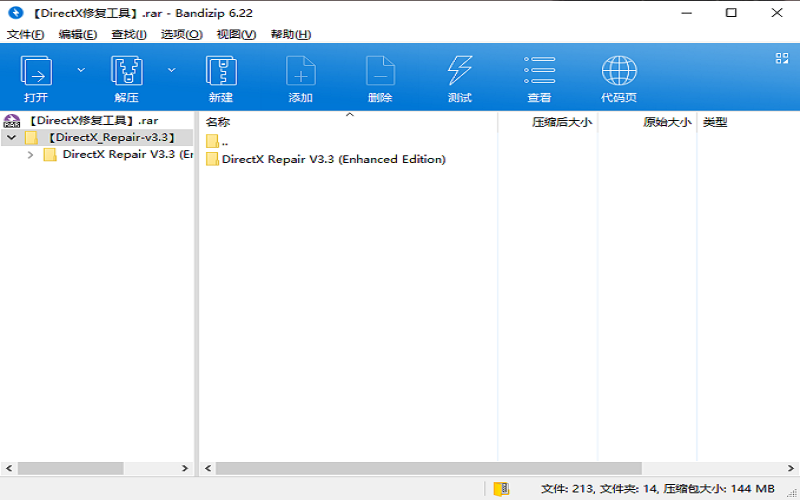 【DirectX修复工具】.rar - Bandizip 6.22
文件(F) 编辑(E) 查找(I) 选项(O) 视图(V) 帮助(H)
打开 解压 新建 添加 删除 测试 查看 代码页
【DirectX修复工具】.rar
【DirectX_Repair-v3.3】
DirectX Repair V3.3 (Er
名称 压缩后大小 原始大小 类型
..
DirectX Repair V3.3 (Enhanced Edition)
文件: 213, 文件夹: 14, 压缩包大小: 144 MB